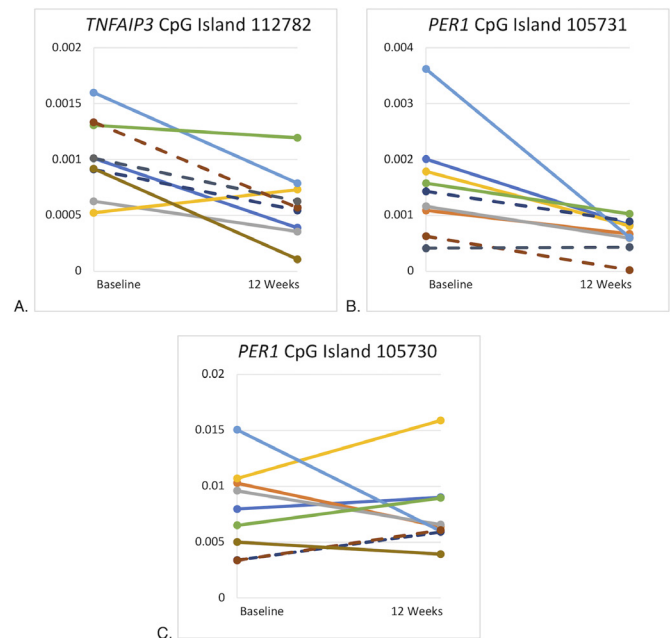 TNFAIP3 CpG Island 112782
0.002
0.0015
0.001
0.0005
0
Baseline
12 Weeks
A.
PER1 CpG Island 105731
0.004
0.003
0.002
0.001
0
Baseline
12 Weeks
B.
PER1 CpG Island 105730
0.02
0.015
0.01
0.005
0
Baseline
12 Weeks
C.